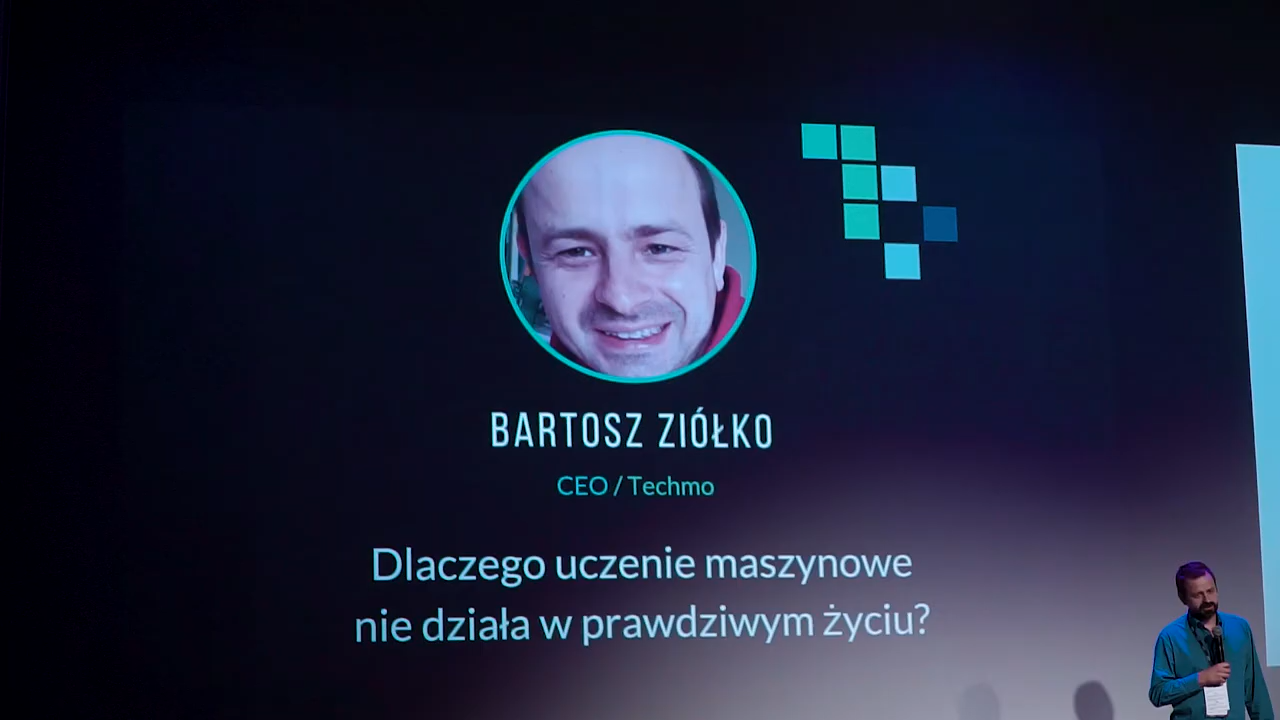 BARTOSZ ZIÓŁKO
CEO / Techmo
Dlaczego uczenie maszynowe
nie działa w prawdziwym życiu?